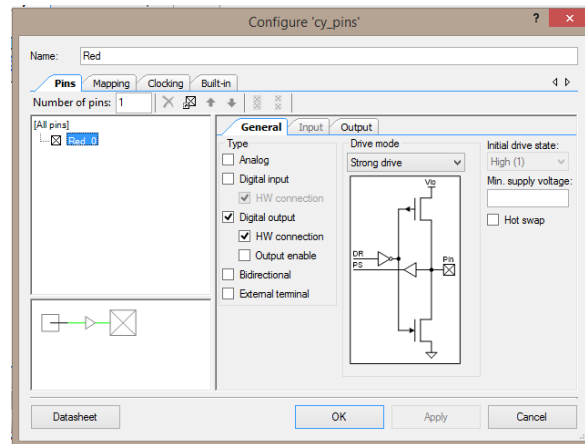 Configure 'cy_pins'
?
Name: Red
Pins Mapping Clocking Built-in
Number of pins: 1
[All pins]
Red_0
General Input Output
Type
Analog
Digital input
HW connection
Digital output
HW connection
Output enable
Bidirectional
External terminal
Drive mode
Strong drive
Vio
DR
PS
Pin
Initial drive state:
High (1)
Min. supply voltage:
Hot swap
Datasheet OK Apply Cancel